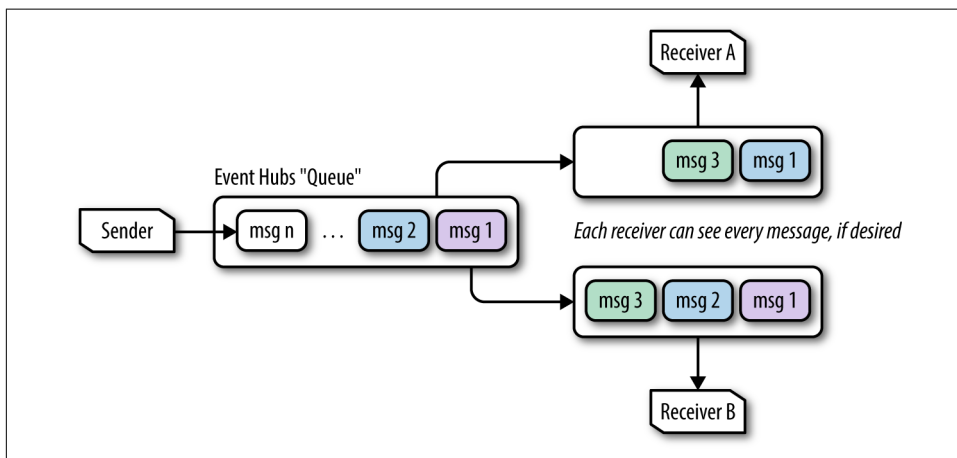 Receiver A
msg 3 msg 1
Event Hubs "Queue"
Sender
msg n ... msg 2 msg 1
Each receiver can see every message, if desired
msg 3 msg 2 msg 1
Receiver B